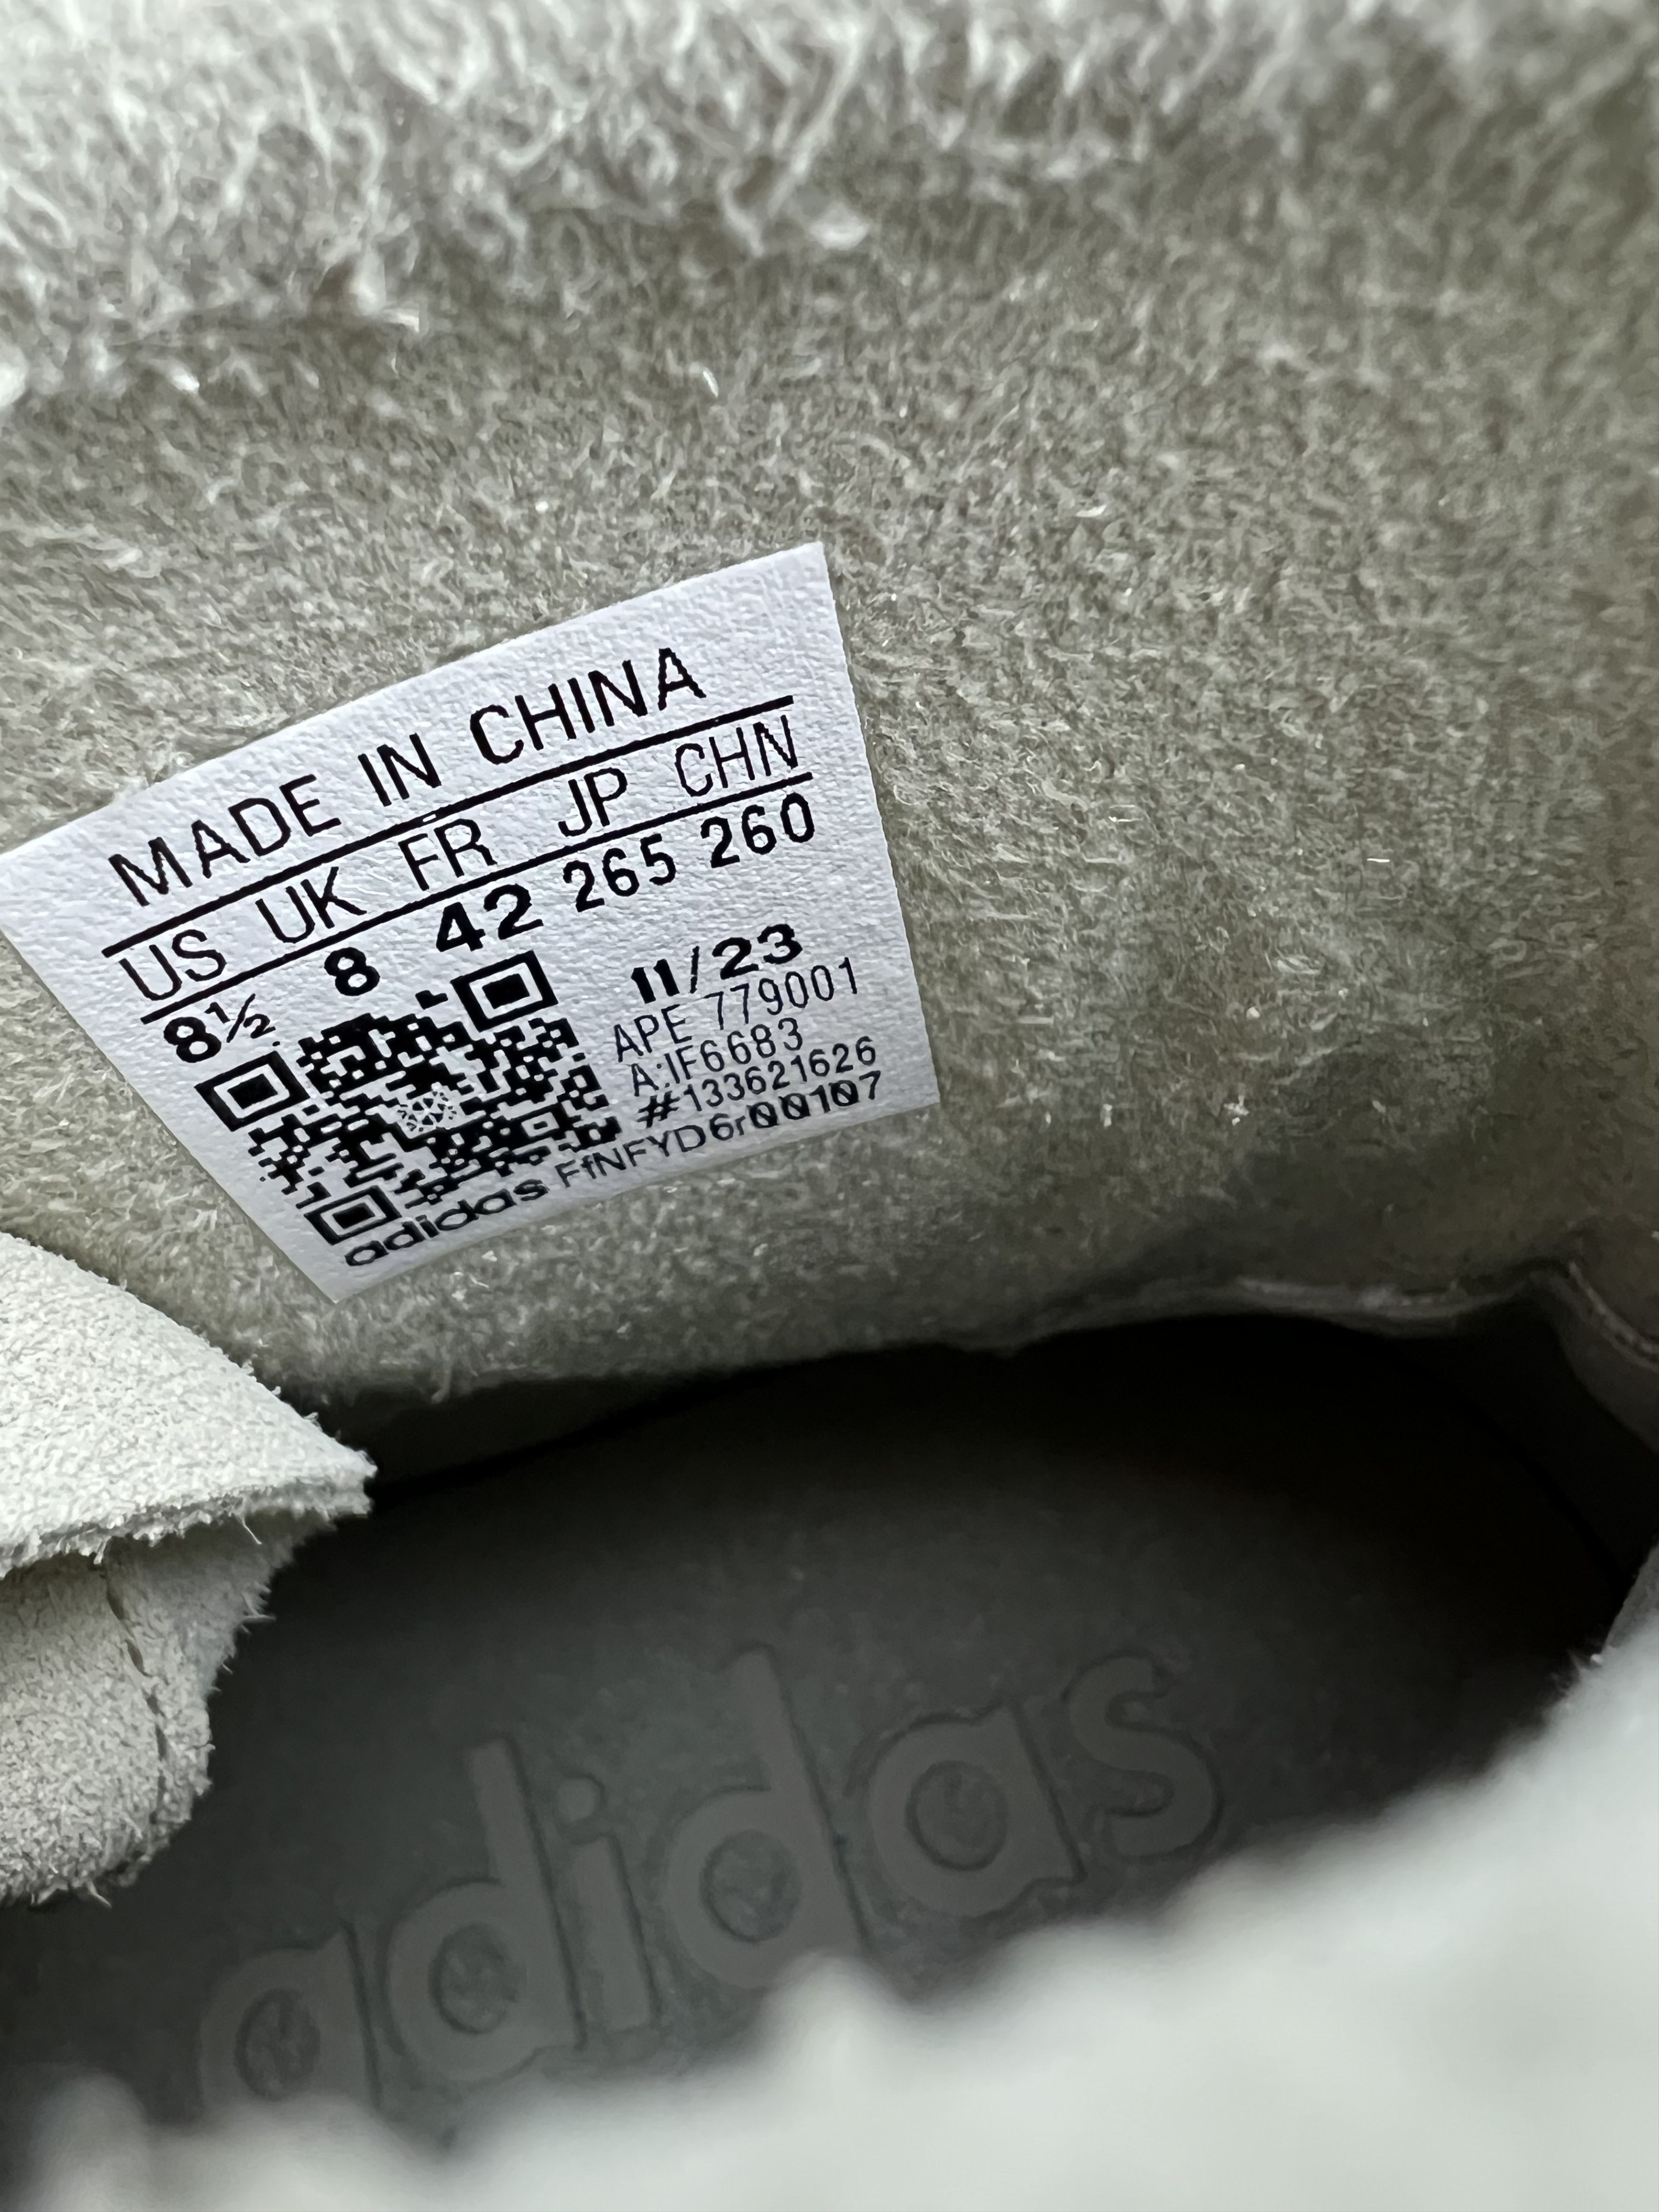 MADE IN CHINA
US UK FR JP CHN
8½ 8 42 265 260
11/23
APE 779001
A:IF6683
#133621626
adidas FfNFYD6r00107
adidas